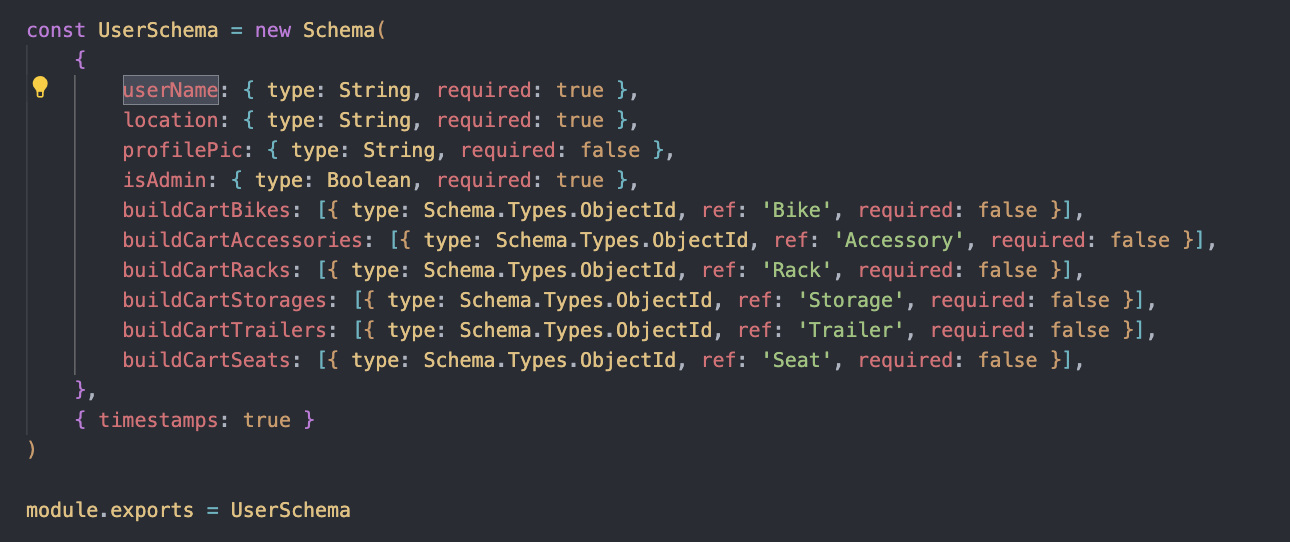 const UserSchema = new Schema(
{
userName: { type: String, required: true },
location: { type: String, required: true },
profilePic: { type: String, required: false },
isAdmin: { type: Boolean, required: true },
buildCartBikes: [{ type: Schema.Types.ObjectId, ref: 'Bike', required: false }],
buildCartAccessories: [{ type: Schema.Types.ObjectId, ref: 'Accessory', required: false }],
buildCartRacks: [{ type: Schema.Types.ObjectId, ref: 'Rack', required: false }],
buildCartStorages: [{ type: Schema.Types.ObjectId, ref: 'Storage', required: false }],
buildCartTrailers: [{ type: Schema.Types.ObjectId, ref: 'Trailer', required: false }],
buildCartSeats: [{ type: Schema.Types.ObjectId, ref: 'Seat', required: false }],
},
{ timestamps: true }
)
module.exports = UserSchema